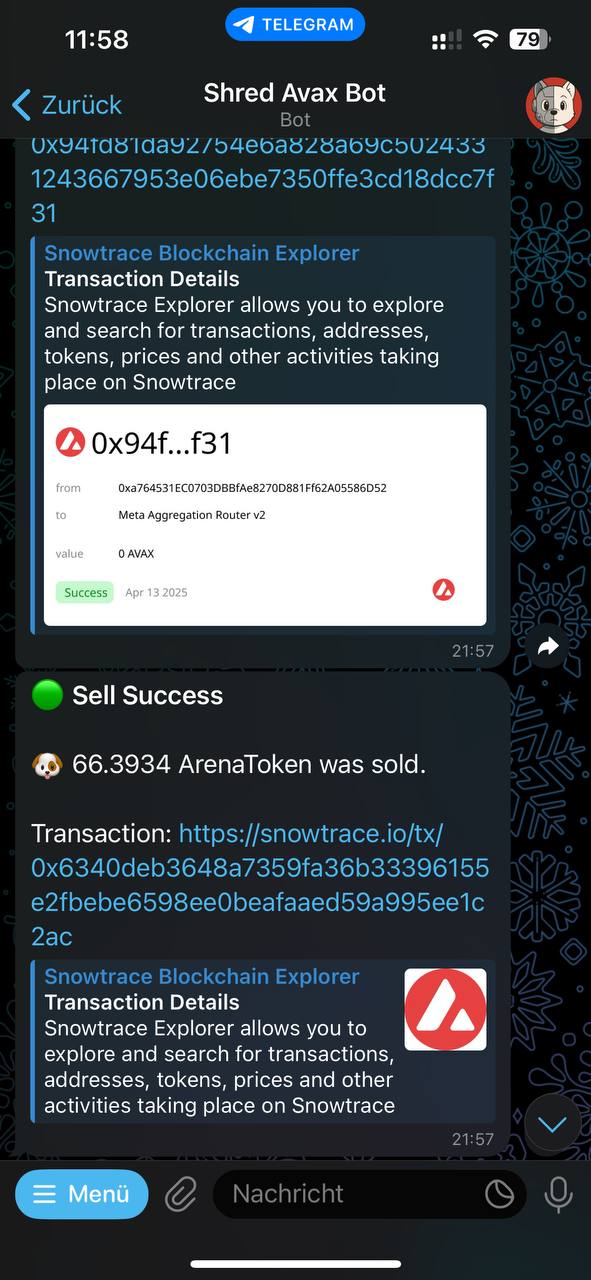 11:58
TELEGRAM
79
Zurück
Shred Avax Bot
Bot
0x94fd81da92754e6a828a69c502433
1243667953e06ebe7350ffe3cd18dcc7f
31
Snowtrace Blockchain Explorer
Transaction Details
Snowtrace Explorer allows you to explore
and search for transactions, addresses,
tokens, prices and other activities taking
place on Snowtrace
0x94f...f31
from 0xa764531EC0703DBBfAe8270D881Ff62A05586D52
to Meta Aggregation Router v2
value 0 AVAX
Success Apr 13 2025
21:57
Sell Success
66.3934 ArenaToken was sold.
Transaction: https://snowtrace.io/tx/
0x6340deb3648a7359fa36b33396155
e2fbebe6598ee0beafaaed59a995ee1c
2ac
Snowtrace Blockchain Explorer
Transaction Details
Snowtrace Explorer allows you to
explore and search for transactions,
addresses, tokens, prices and other
activities taking place on Snowtrace
21:57
Menü
Nachricht